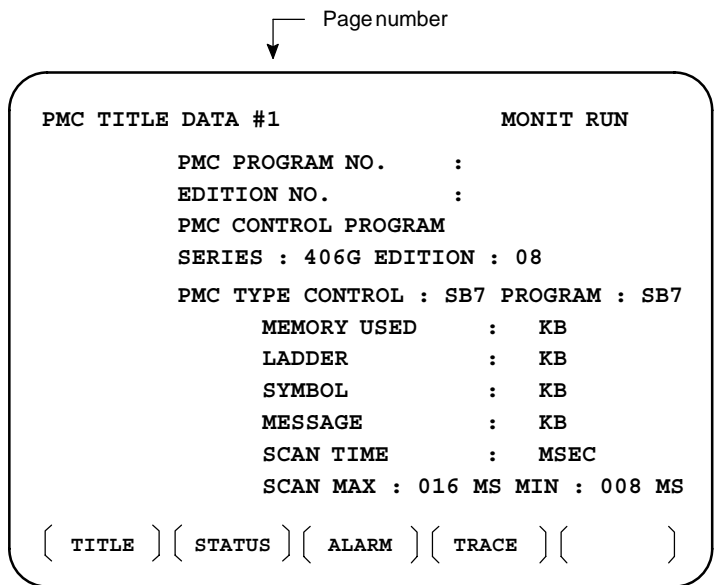 Page number
PMC TITLE DATA #1 MONIT RUN
PMC PROGRAM NO. :
EDITION NO. :
PMC CONTROL PROGRAM
SERIES : 406G EDITION : 08
PMC TYPE CONTROL : SB7 PROGRAM : SB7
MEMORY USED : KB
LADDER : KB
SYMBOL : KB
MESSAGE : KB
SCAN TIME : MSEC
SCAN MAX : 016 MS MIN : 008 MS
( TITLE ) ( STATUS ) ( ALARM ) ( TRACE ) ( )